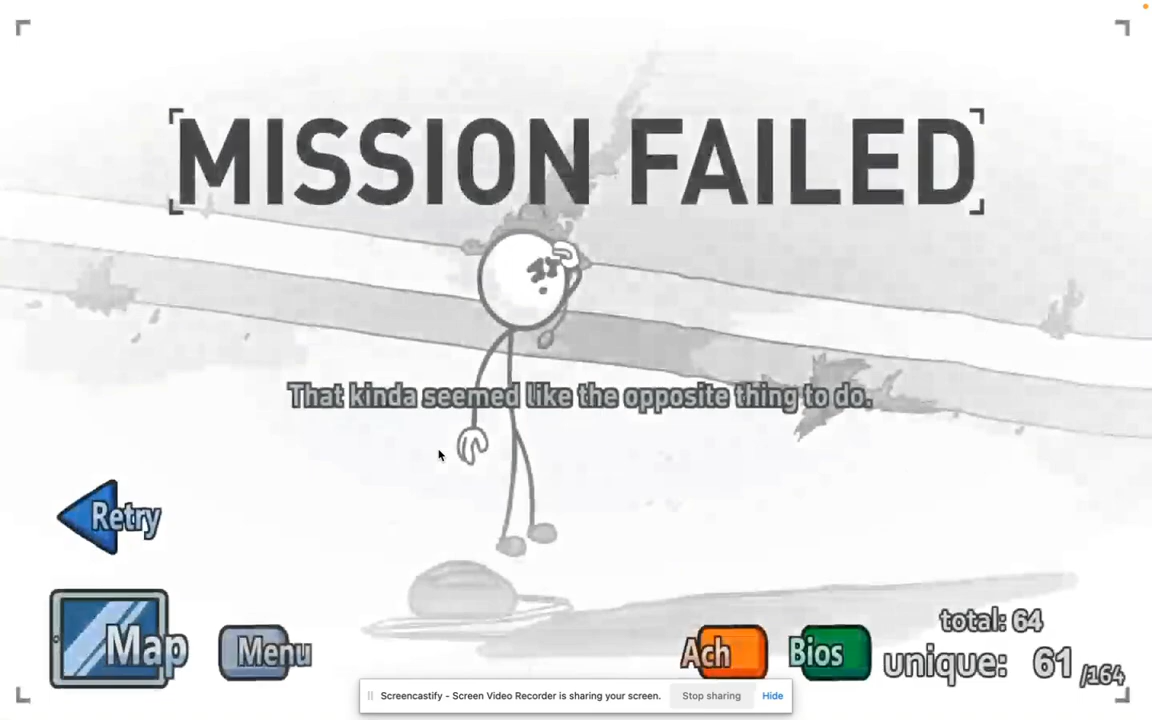 MISSION FAILED
That kinda seemed like the opposite thing to do.
Retry
Map
Menu
Ach
Bios
total: 64
unique: 61 /164
Screencastify - Screen Video Recorder is sharing your screen.
Stop sharing
Hide